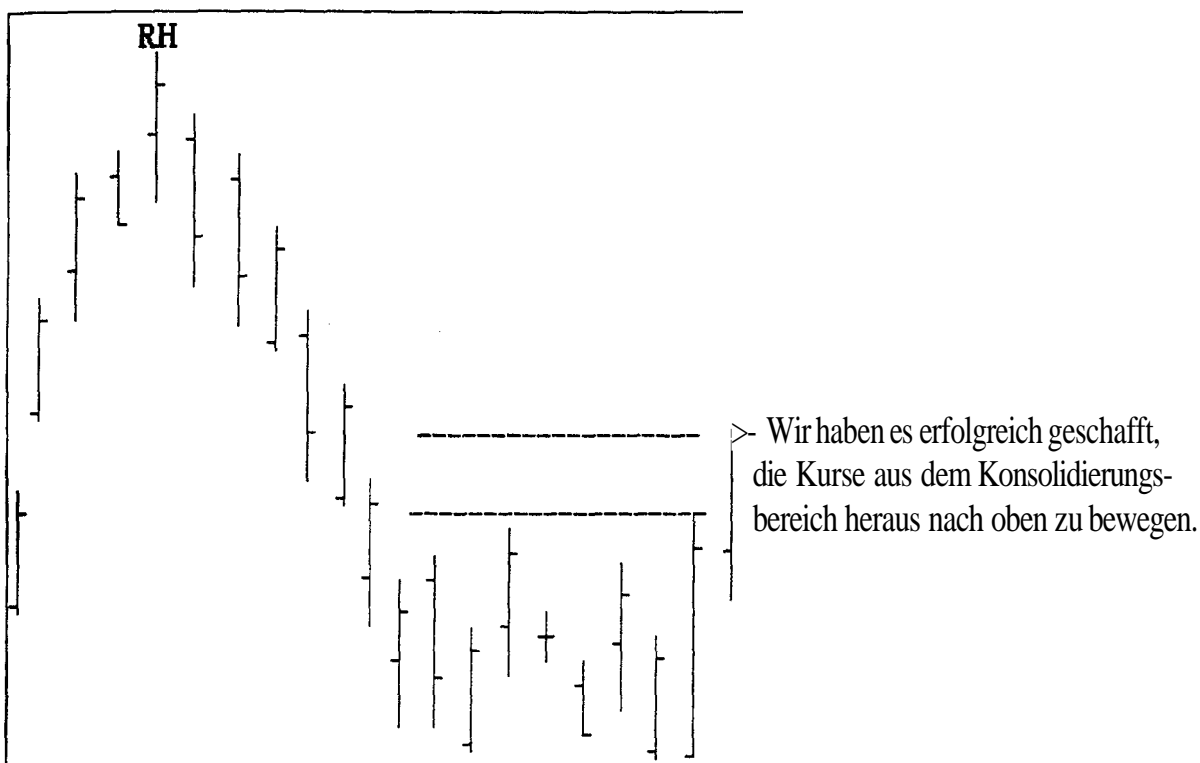 RH
>- Wir haben es erfolgreich geschafft,
die Kurse aus dem Konsolidierungs-
bereich heraus nach oben zu bewegen.